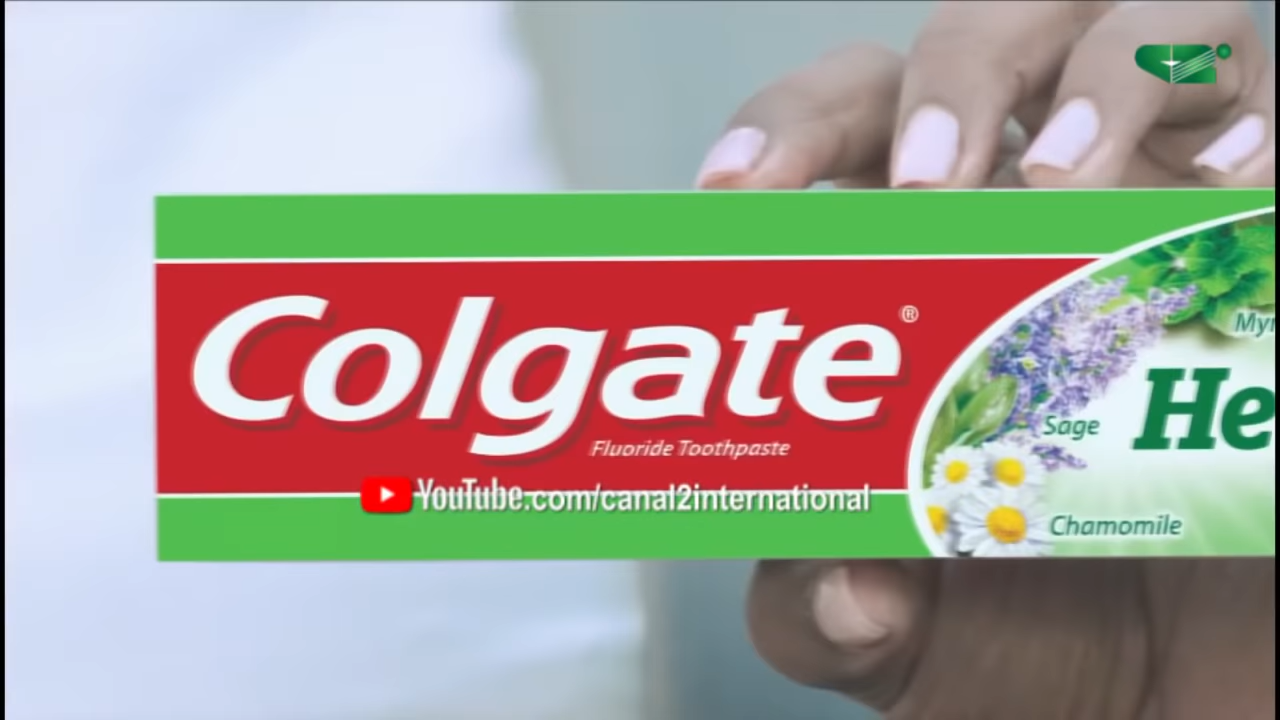 Colgate®
Fluoride Toothpaste
Sage
Chamomile
YouTube.com/canal2international